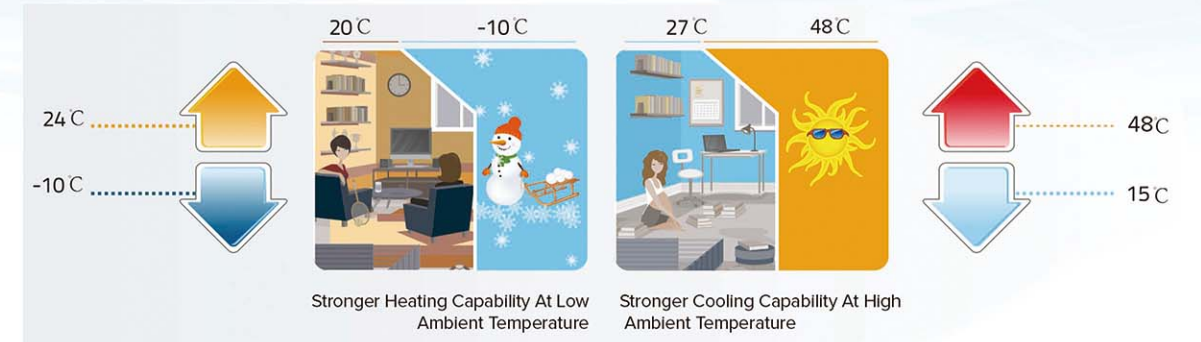 20℃ -10℃ 27℃ 48℃
24℃
-10℃
48℃
15℃
Stronger Heating Capability At Low
Ambient Temperature
Stronger Cooling Capability At High
Ambient Temperature